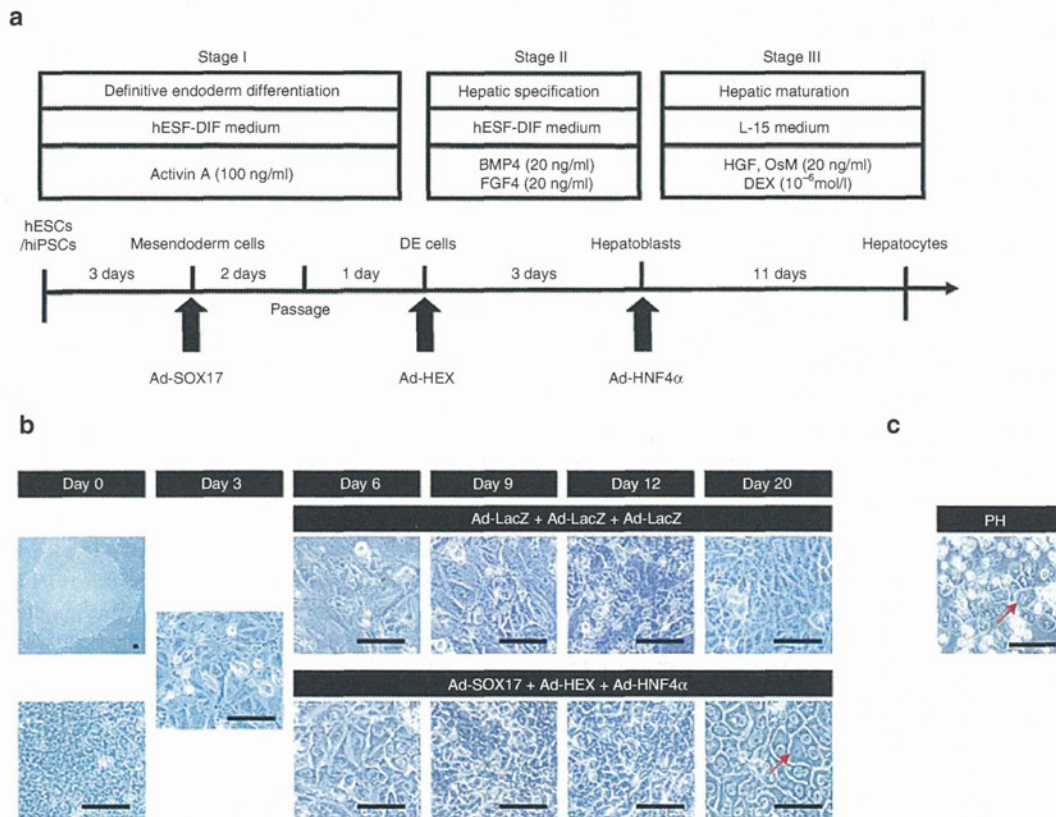 a
Stage I
Definitive endoderm differentiation
hESF-DIF medium
Activin A (100 ng/ml)
Stage II
Hepatic specification
hESF-DIF medium
BMP4 (20 ng/ml)
FGF4 (20 ng/ml)
Stage III
Hepatic maturation
L-15 medium
HGF, OsM (20 ng/ml)
DEX (10⁻⁶mol/l)
hESCs
/hiPSCs
Mesendoderm cells
DE cells
Hepatoblasts
Hepatocytes
3 days
2 days
1 day
3 days
11 days
Passage
Ad-SOX17
Ad-HEX
Ad-HNF4α
b
Day 0
Day 3
Day 6
Day 9
Day 12
Day 20
Ad-LacZ + Ad-LacZ + Ad-LacZ
Ad-SOX17 + Ad-HEX + Ad-HNF4α
c
PH